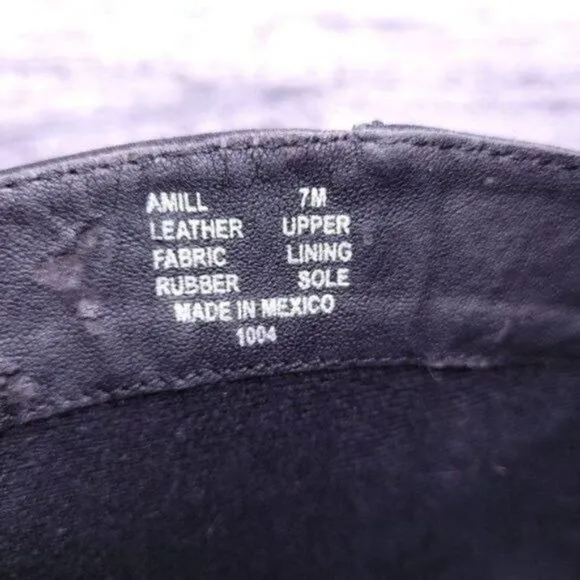 AMILL 7M
LEATHER UPPER
FABRIC LINING
RUBBER SOLE
MADE IN MEXICO
1004